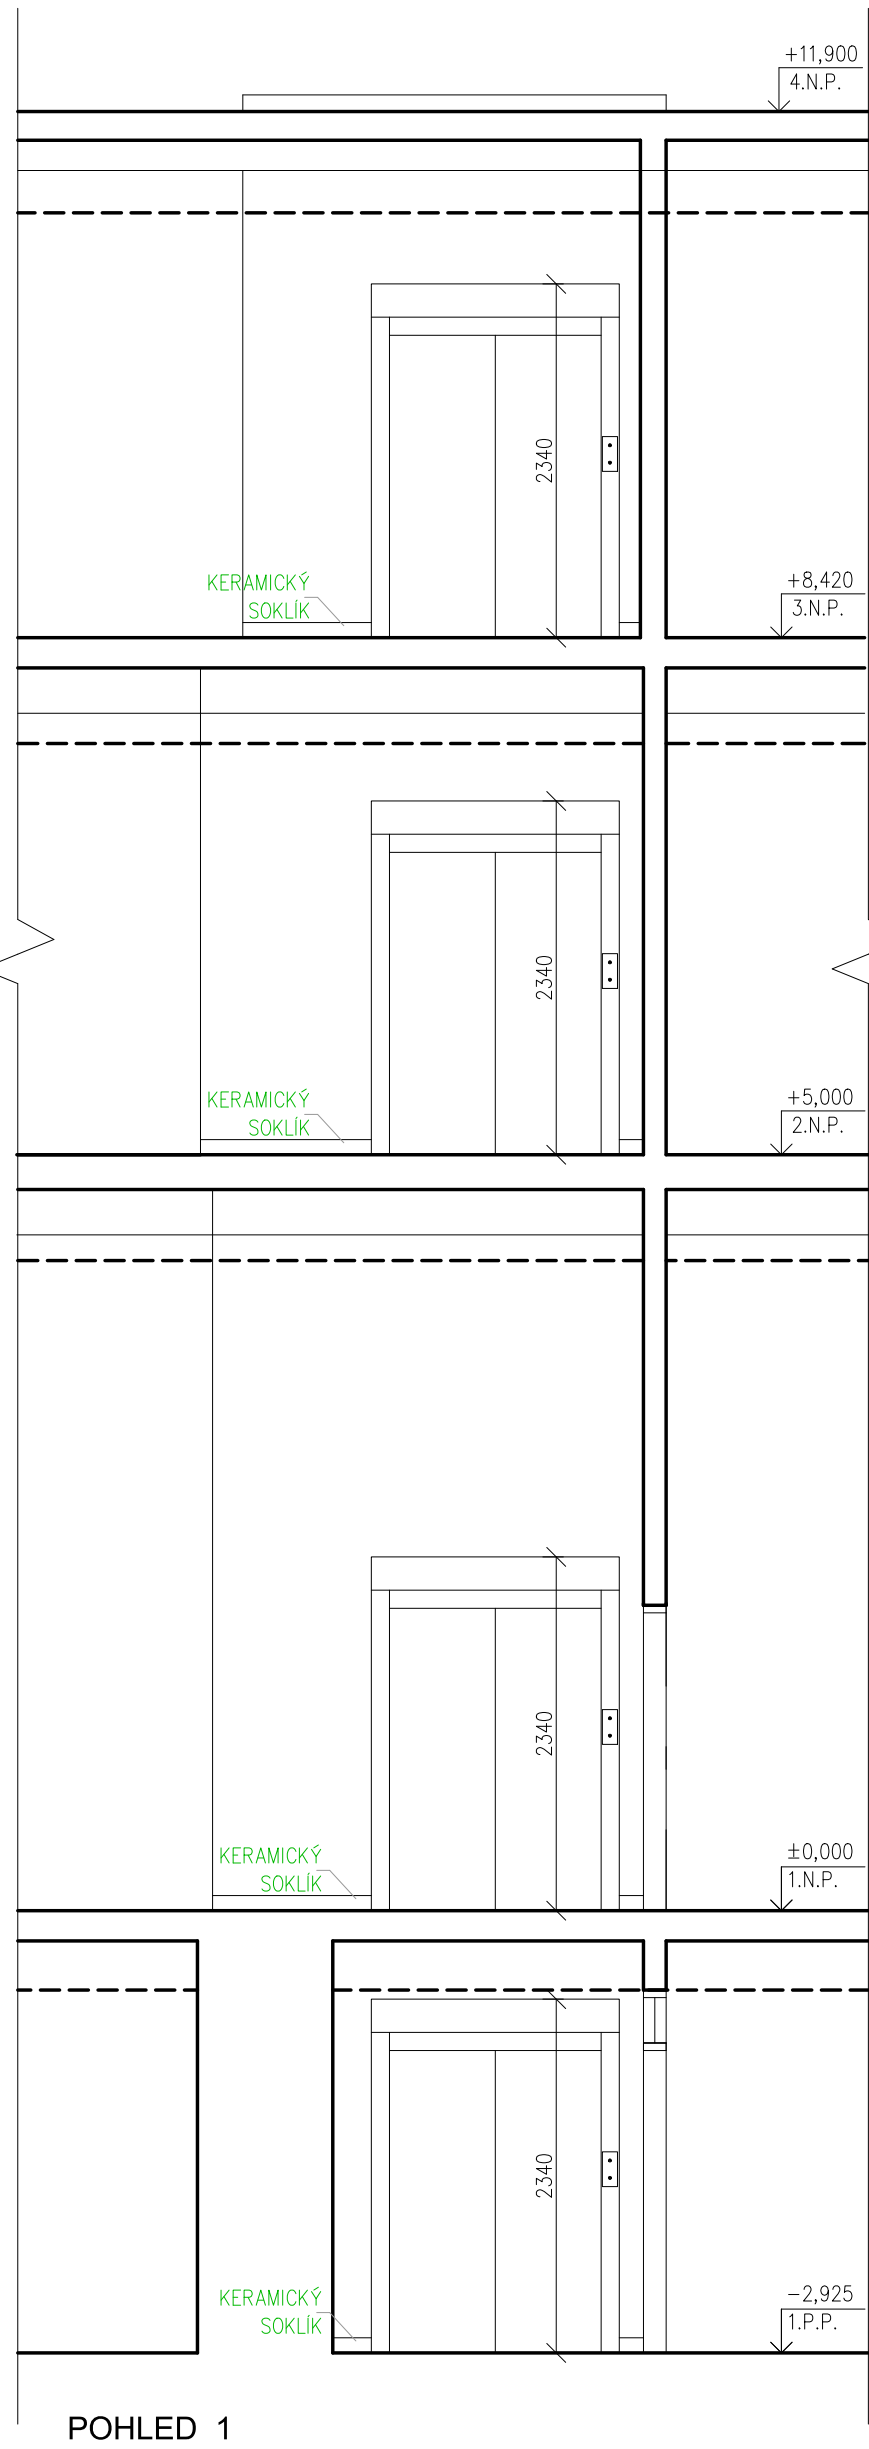 +11,900
4.N.P.
2340
KERAMICKÝ
SOKLÍK
+8,420
3.N.P.
2340
KERAMICKÝ
SOKLÍK
+5,000
2.N.P.
2340
KERAMICKÝ
SOKLÍK
±0,000
1.N.P.
2340
KERAMICKÝ
SOKLÍK
−2,925
1.P.P.
POHLED 1